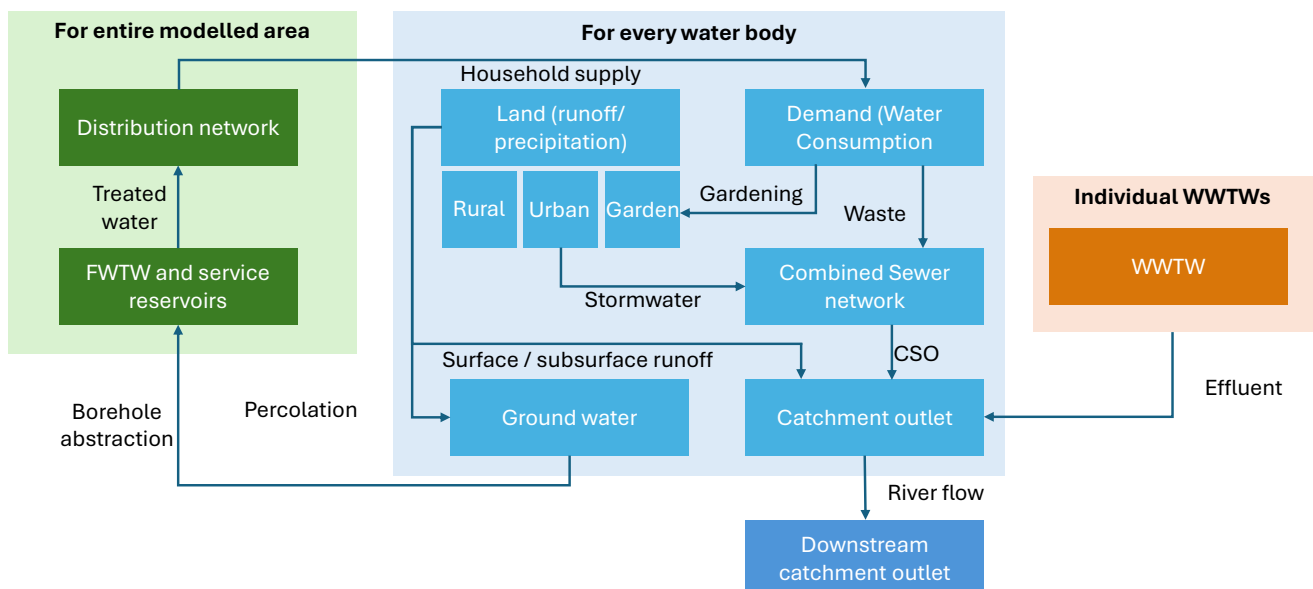 For entire modelled area
For every water body
Household supply
Distribution network
Land (runoff/
precipitation)
Demand (Water
Consumption
Treated
water
Rural
Urban
Garden
Gardening
Waste
Individual WWTWs
WWTW
FWTW and service
reservoirs
Stormwater
Combined Sewer
network
Surface / subsurface runoff
CSO
Borehole
abstraction
Percolation
Ground water
Catchment outlet
Effluent
River flow
Downstream
catchment outlet